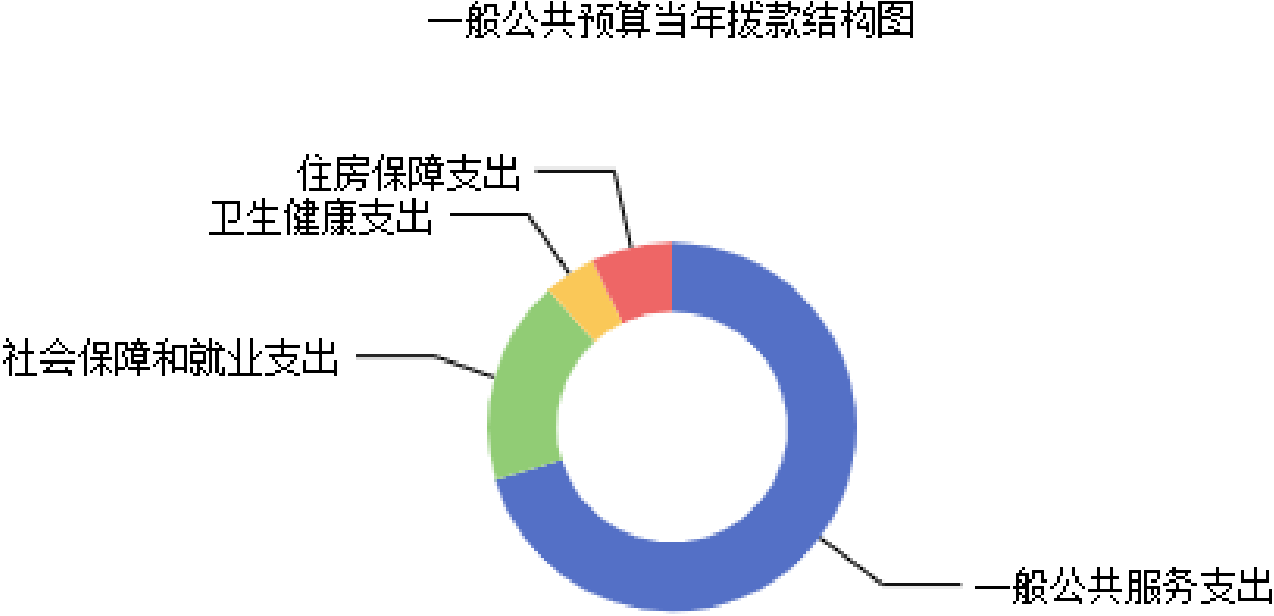 一般公共预算当年拨款结构图
住房保障支出
卫生健康支出
社会保障和就业支出
一般公共服务支出